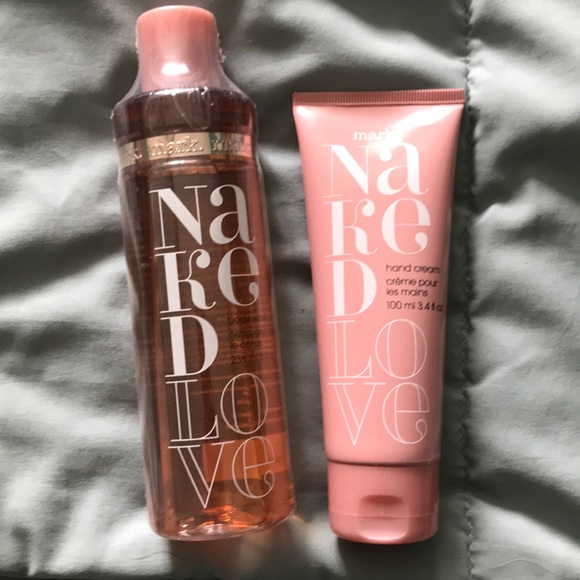 mark.
Na
Ke
D
LO
Ve
mark.
Na
Ke
D
hand cream
crème pour
les mains
100 ml 3.4 fl
LO
Ve